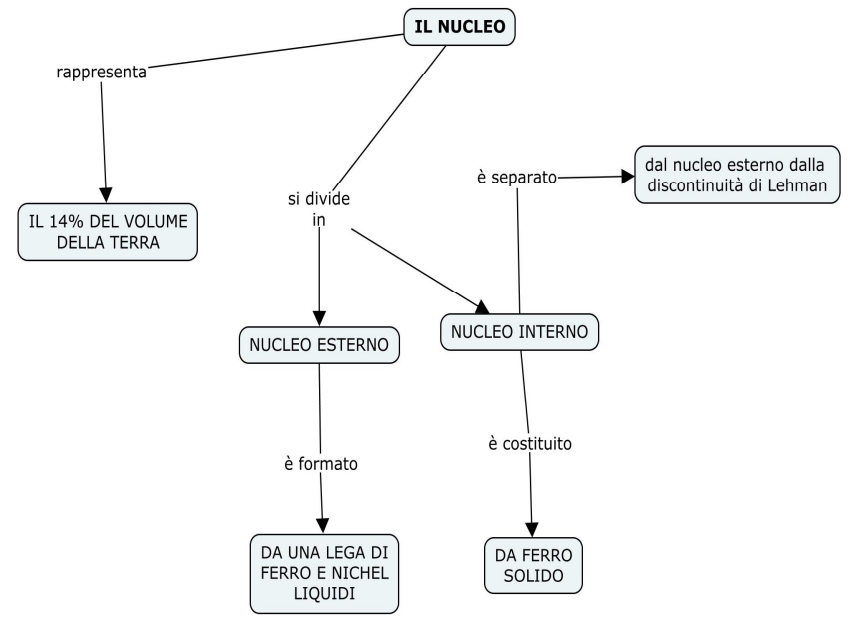 IL NUCLEO
rappresenta
IL 14% DEL VOLUME
DELLA TERRA
si divide
in
è separato
dal nucleo esterno dalla
discontinuità di Lehman
NUCLEO ESTERNO
NUCLEO INTERNO
è formato
è costituito
DA UNA LEGA DI
FERRO E NICHEL
LIQUIDI
DA FERRO
SOLIDO